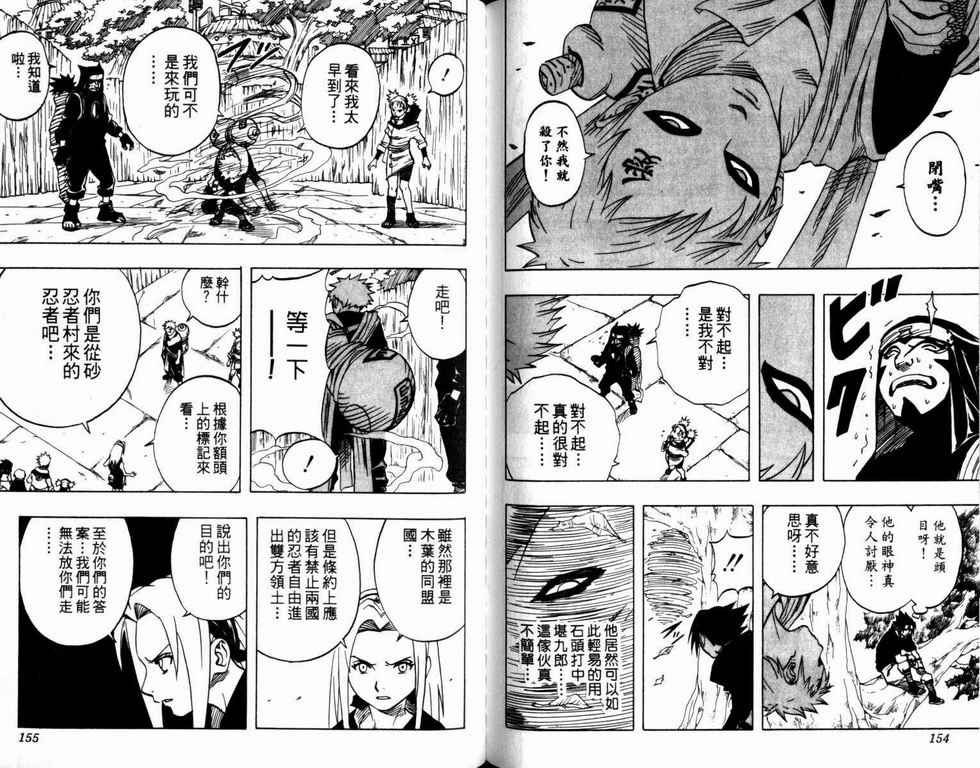 閉嘴…
不然我就
殺了你！
ビクッ
對不起…
是我不對
對不起…
真的很對
不起……
他就是頭
目呀！
他的眼神真
令人討厭…
真不好意
思呀……
!!
他居然可以如
此輕易的用
石頭打中
堪九郎……
這傢伙真
不簡單……
154
！
看來我太
早到了…
我們可不
是來玩的
……
我知道
啦…
走吧！
等一下
——！
！
幹什
麼？
根據你額頭
上的標記來
看…
你們是從砂
忍者村來的
忍者吧…
雖然那裡是
木葉的同盟
國…
但是條約上應
該有禁止兩國
的忍者自由進
出雙方領土…
說出你們的
目的吧！
至於你們的答
案…我們可能
無法放你們走
……
155